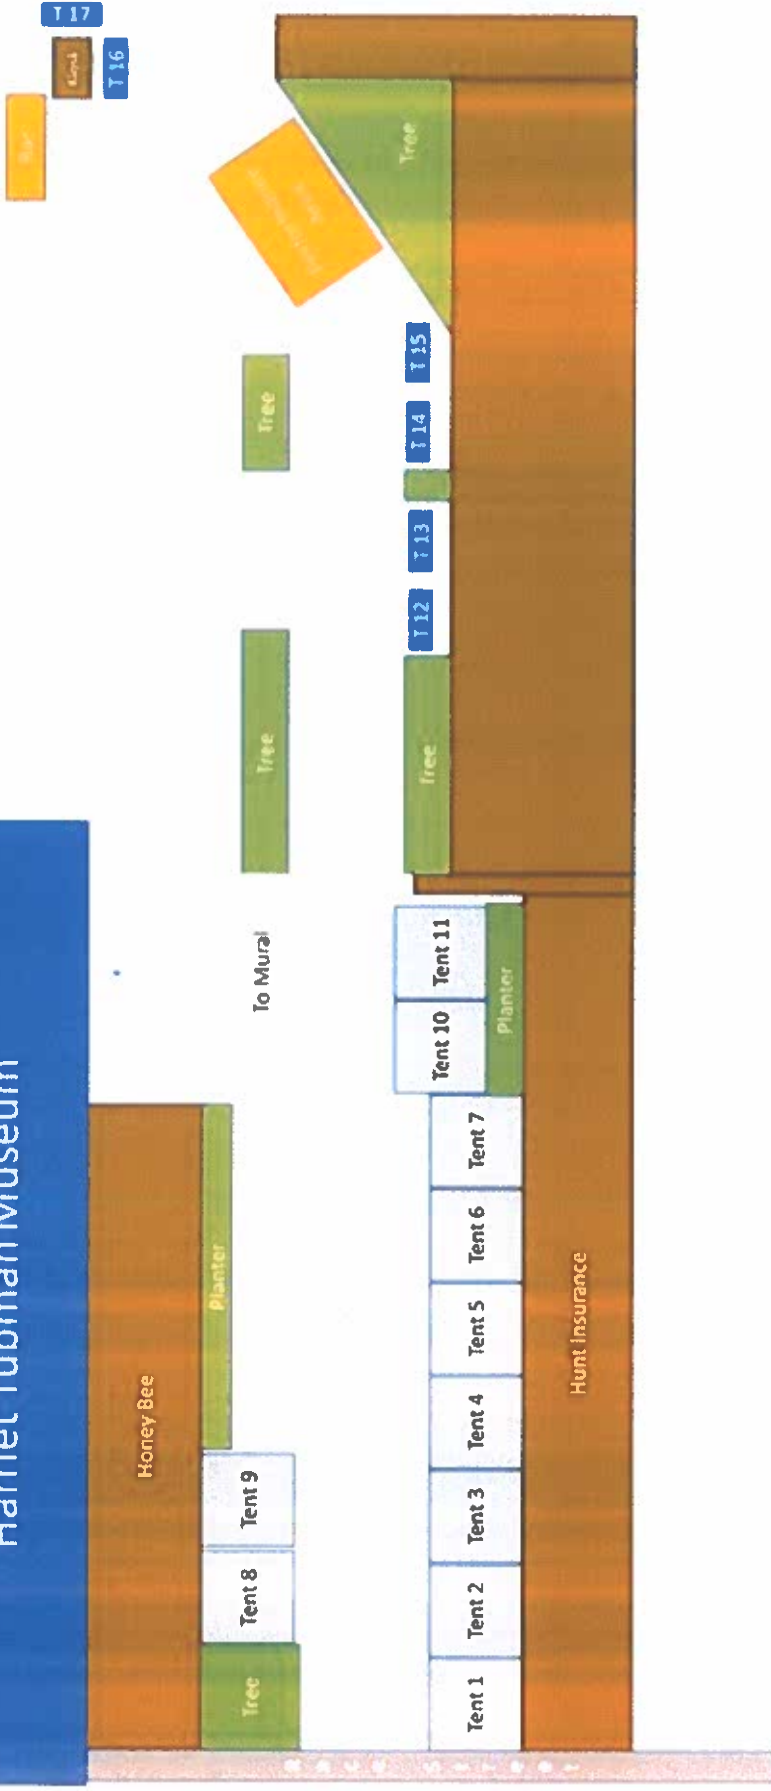 Harriet Tubman Museum
Honey Bee
Tree
Tent 8
Tent 9
Planter
To Mural
Tree
Tree
Bar
Kiosk
T 16
T 17
Tent 1
Tent 2
Tent 3
Tent 4
Tent 5
Tent 6
Tent 7
Tent 10
Tent 11
Planter
Tree
T 12
T 13
T 14
T 15
Tree
Hunt Insurance